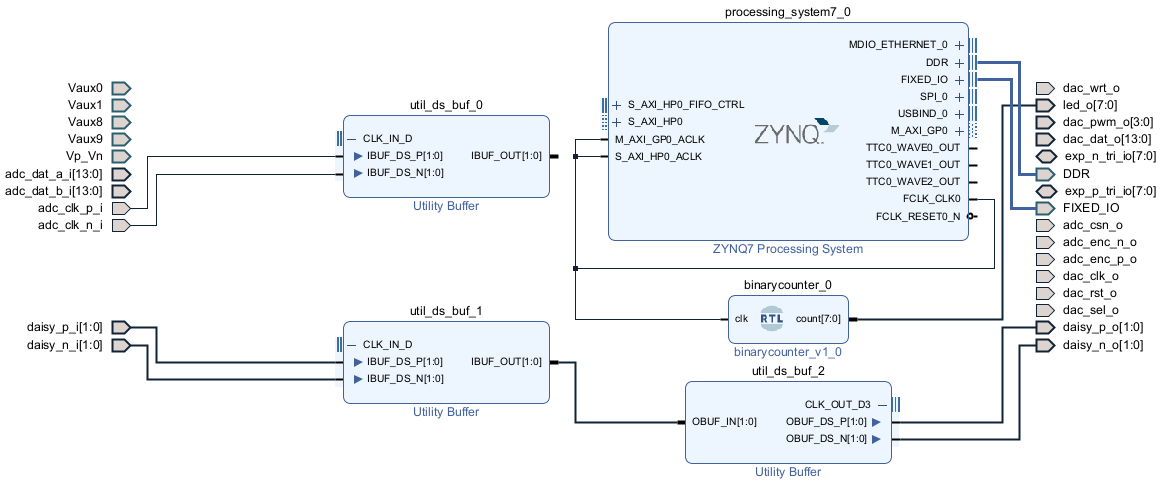 processing_system7_0
MDIO_ETHERNET_0
DDR
FIXED_IO
SPI_0
USBIND_0
M_AXI_GP0
TTC0_WAVE0_OUT
TTC0_WAVE1_OUT
TTC0_WAVE2_OUT
FCLK_CLK0
FCLK_RESET0_N
S_AXI_HP0_FIFO_CTRL
S_AXI_HP0
M_AXI_GP0_ACLK
S_AXI_HP0_ACLK
ZYNQ
ZYNQ7 Processing System
Vaux0
Vaux1
Vaux8
Vaux9
Vp_Vn
adc_dat_a_i[13:0]
adc_dat_b_i[13:0]
adc_clk_p_i
adc_clk_n_i
util_ds_buf_0
CLK_IN_D
IBUF_DS_P[1:0]
IBUF_DS_N[1:0]
IBUF_OUT[1:0]
Utility Buffer
daisy_p_i[1:0]
daisy_n_i[1:0]
util_ds_buf_1
CLK_IN_D
IBUF_DS_P[1:0]
IBUF_DS_N[1:0]
IBUF_OUT[1:0]
Utility Buffer
binarycounter_0
clk
RTL
count[7:0]
binarycounter_v1_0
util_ds_buf_2
OBUF_IN[1:0]
CLK_OUT_D3
OBUF_DS_P[1:0]
OBUF_DS_N[1:0]
Utility Buffer
dac_wrt_o
led_o[7:0]
dac_pwm_o[3:0]
dac_dat_o[13:0]
exp_n_tri_io[7:0]
DDR
exp_p_tri_io[7:0]
FIXED_IO
adc_csn_o
adc_enc_n_o
adc_enc_p_o
dac_clk_o
dac_rst_o
dac_sel_o
daisy_p_o[1:0]
daisy_n_o[1:0]